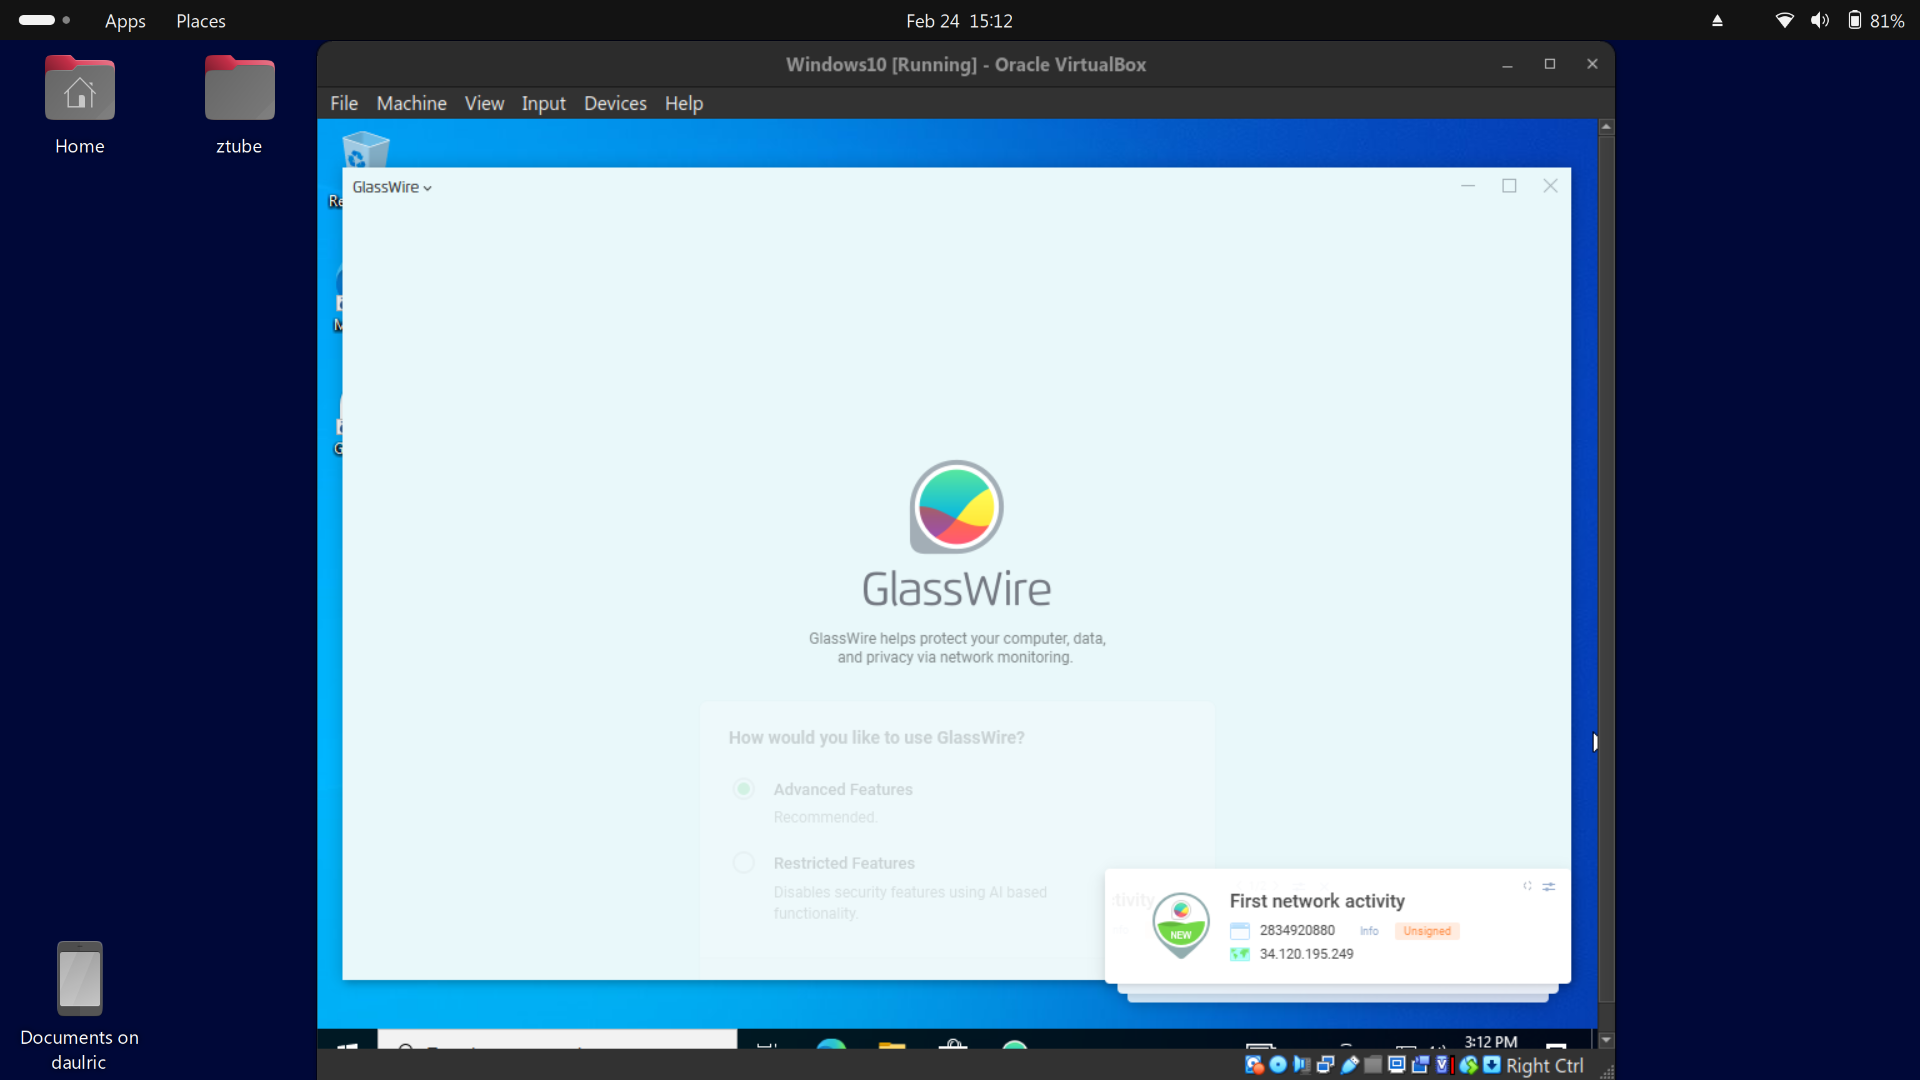 Apps Places
Feb 24 15:12
81%
Home
ztube
Windows10 [Running] - Oracle VirtualBox
File Machine View Input Devices Help
GlassWire
GlassWire
GlassWire helps protect your computer, data,
and privacy via network monitoring.
How would you like to use GlassWire?
Advanced Features
Recommended.
Restricted Features
Disables security features using AI based
functionality.
First network activity
NEW
2834920880 Info Unsigned
34.120.195.249
3:12 PM
Right Ctrl
Documents on
daulric